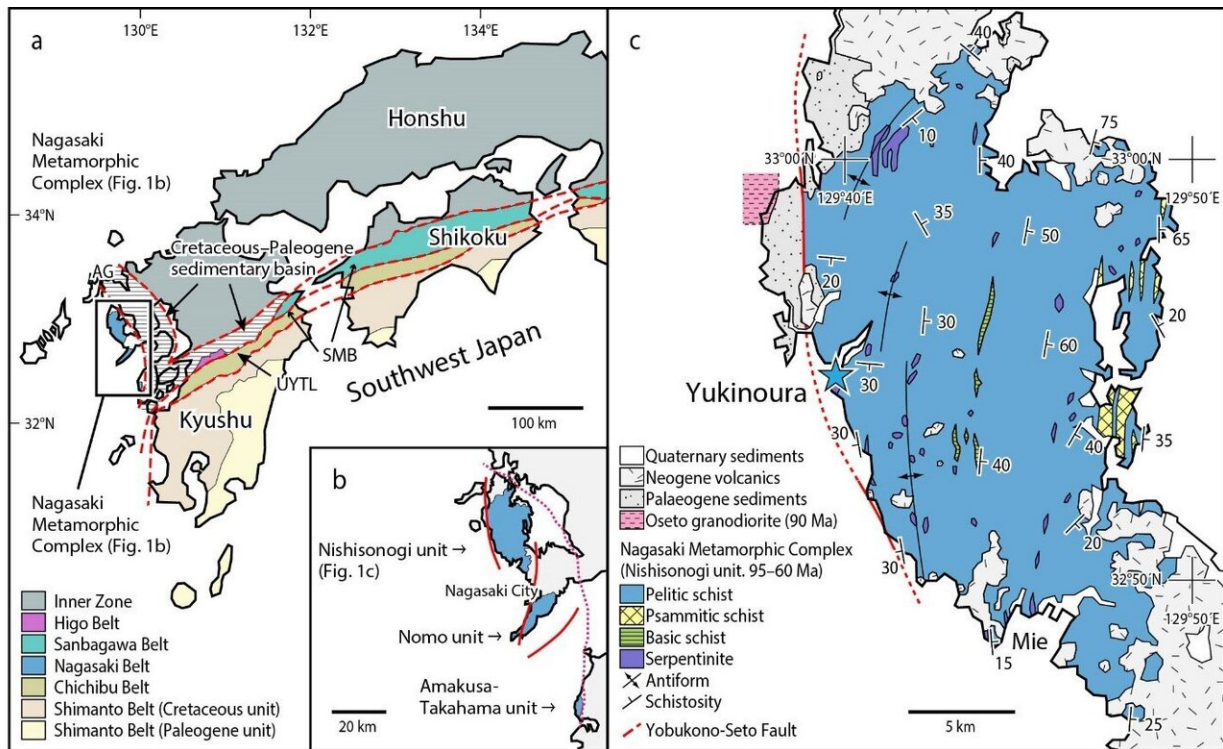 a
130°E
132°E
134°E
Nagasaki
Metamorphic
Complex (Fig. 1b)
34°N
32°N
Honshu
Shikoku
Kyushu
Cretaceous–Paleogene
sedimentary basin
AG
SMB
UYTL
Southwest Japan
100 km
Nagasaki
Metamorphic
Complex (Fig. 1b)
Inner Zone
Higo Belt
Sanbagawa Belt
Nagasaki Belt
Chichibu Belt
Shimanto Belt (Cretaceous unit)
Shimanto Belt (Paleogene unit)
b
Nishisonogi unit →
(Fig. 1c)
Nagasaki City
Nomo unit →
Amakusa-
Takahama unit →
20 km
c
40
10
75
33°00´N
40
33°00´N
129°40´E
129°50´E
35
50
65
20
30
20
60
30
Yukinoura
30
40
35
40
20
30
32°50´N
129°50´E
Mie
15
25
Quaternary sediments
Neogene volcanics
Palaeogene sediments
Oseto granodiorite (90 Ma)
Nagasaki Metamorphic Complex
(Nishisonogi unit. 95–60 Ma)
Pelitic schist
Psammitic schist
Basic schist
Serpentinite
Antiform
Schistosity
Yobukono-Seto Fault
5 km